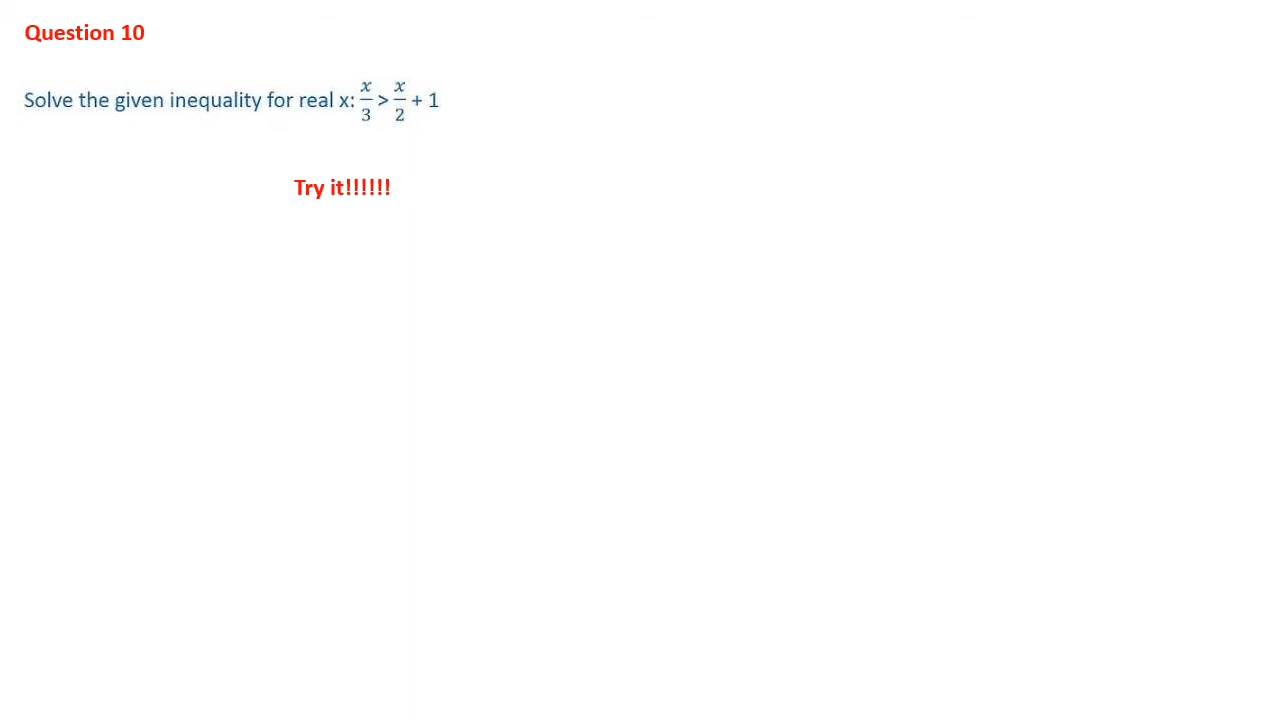 Question 10
Solve the given inequality for real x: x/3 > x/2 + 1
Try it!!!!!!